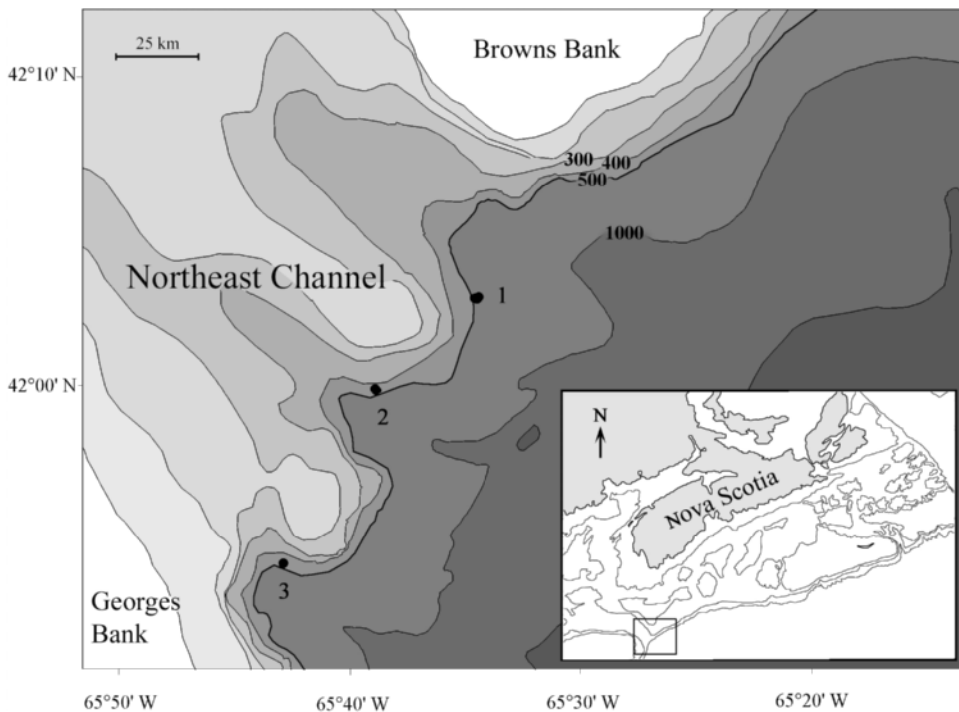 25 km
Browns Bank
42°10' N
300
400
500
1000
Northeast Channel
1
42°00' N
2
N
Nova Scotia
3
Georges
Bank
65°50' W
65°40' W
65°30' W
65°20' W